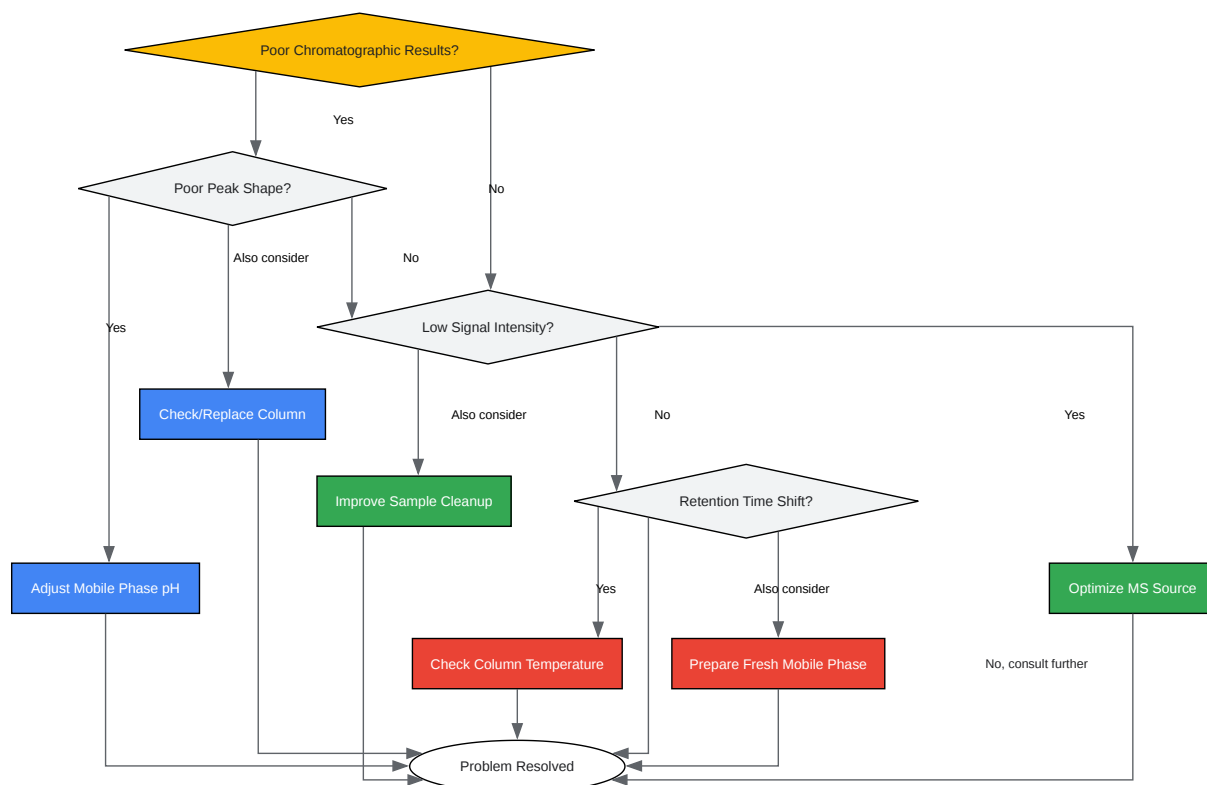 Poor Chromatographic Results?
Yes
Poor Peak Shape?
No
Also consider
No
Yes
Low Signal Intensity?
Check/Replace Column
Also consider
No
Yes
Improve Sample Cleanup
Retention Time Shift?
Adjust Mobile Phase pH
Yes
Also consider
Optimize MS Source
Check Column Temperature
Prepare Fresh Mobile Phase
No, consult further
Problem Resolved